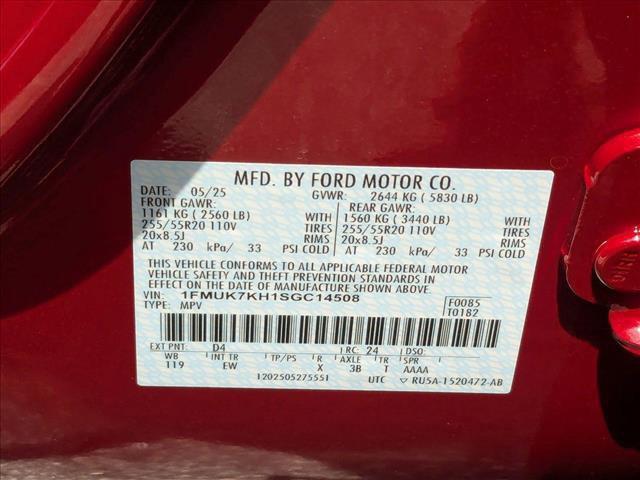 MFD. BY FORD MOTOR CO.
DATE: 05/25 GVWR: 2644 KG ( 5830 LB)
FRONT GAWR: REAR GAWR:
1161 KG ( 2560 LB) WITH 1560 KG ( 3440 LB) WITH
255/55R20 110V TIRES 255/55R20 110V TIRES
20x8.5J RIMS 20x8.5J RIMS
AT 230 kPa/ 33 PSI COLD AT 230 kPa/ 33 PSI COLD
THIS VEHICLE CONFORMS TO ALL APPLICABLE FEDERAL MOTOR
VEHICLE SAFETY AND THEFT PREVENTION STANDARDS IN
EFFECT ON THE DATE OF MANUFACTURE SHOWN ABOVE.
VIN: 1FMUK7KH1SGC14508 F0085
TYPE: MPV T0182
EXT PNT: D4 RC: 24 DSO:
WB INT TR TP/PS R AXLE TR SPR
119 EW X 3B T AAAA
1202505275551 UTC ▽ RU5A-1520472-AB